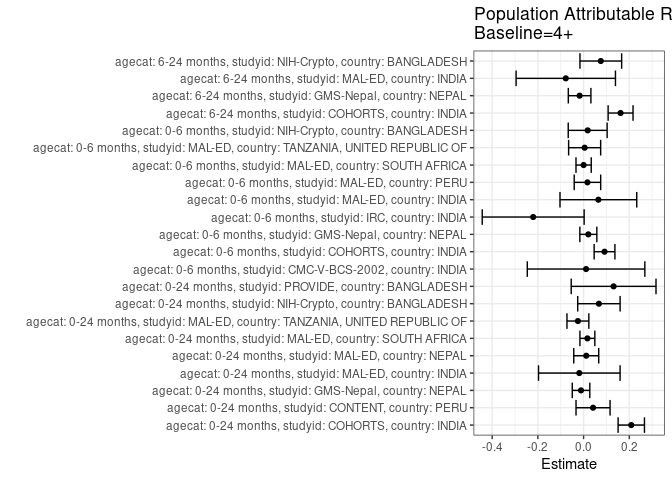 Population Attributable R
Baseline=4+
agecat: 6-24 months, studyid: NIH-Crypto, country: BANGLADESH
agecat: 6-24 months, studyid: MAL-ED, country: INDIA
agecat: 6-24 months, studyid: GMS-Nepal, country: NEPAL
agecat: 6-24 months, studyid: COHORTS, country: INDIA
agecat: 0-6 months, studyid: NIH-Crypto, country: BANGLADESH
agecat: 0-6 months, studyid: MAL-ED, country: TANZANIA, UNITED REPUBLIC OF
agecat: 0-6 months, studyid: MAL-ED, country: SOUTH AFRICA
agecat: 0-6 months, studyid: MAL-ED, country: PERU
agecat: 0-6 months, studyid: MAL-ED, country: INDIA
agecat: 0-6 months, studyid: IRC, country: INDIA
agecat: 0-6 months, studyid: GMS-Nepal, country: NEPAL
agecat: 0-6 months, studyid: COHORTS, country: INDIA
agecat: 0-6 months, studyid: CMC-V-BCS-2002, country: INDIA
agecat: 0-24 months, studyid: PROVIDE, country: BANGLADESH
agecat: 0-24 months, studyid: NIH-Crypto, country: BANGLADESH
agecat: 0-24 months, studyid: MAL-ED, country: TANZANIA, UNITED REPUBLIC OF
agecat: 0-24 months, studyid: MAL-ED, country: SOUTH AFRICA
agecat: 0-24 months, studyid: MAL-ED, country: NEPAL
agecat: 0-24 months, studyid: MAL-ED, country: INDIA
agecat: 0-24 months, studyid: GMS-Nepal, country: NEPAL
agecat: 0-24 months, studyid: CONTENT, country: PERU
agecat: 0-24 months, studyid: COHORTS, country: INDIA
-0.4 -0.2 0.0 0.2
Estimate